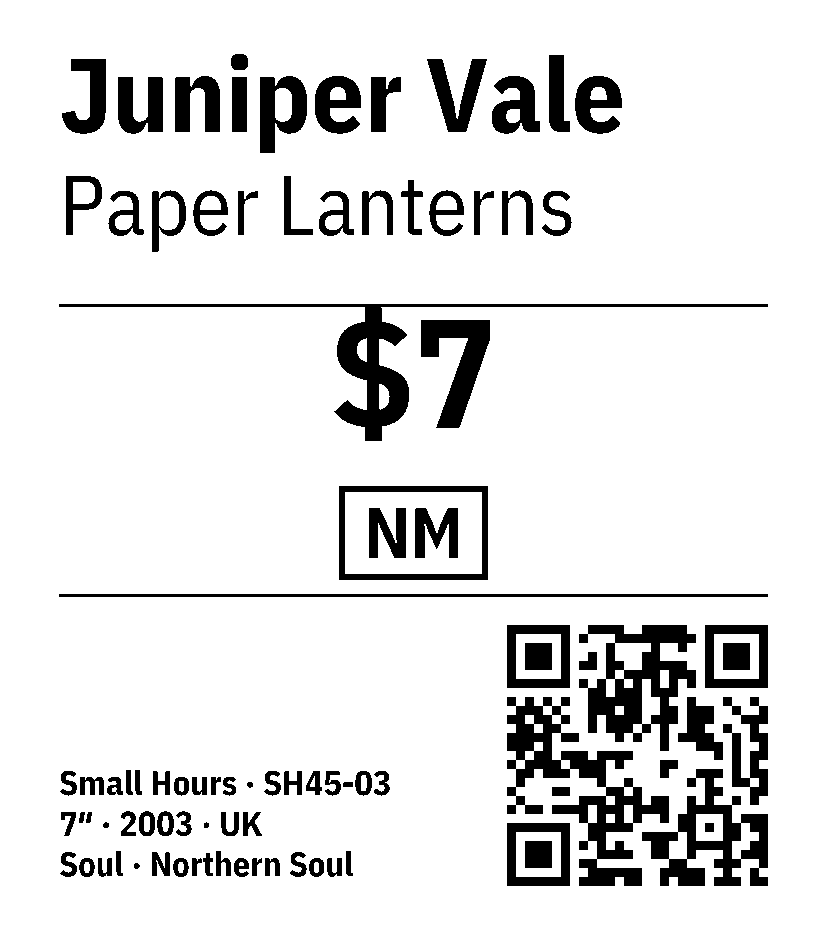 Juniper Vale
Paper Lanterns
$7
NM
Small Hours · SH45-03
7″ · 2003 · UK
Soul · Northern Soul